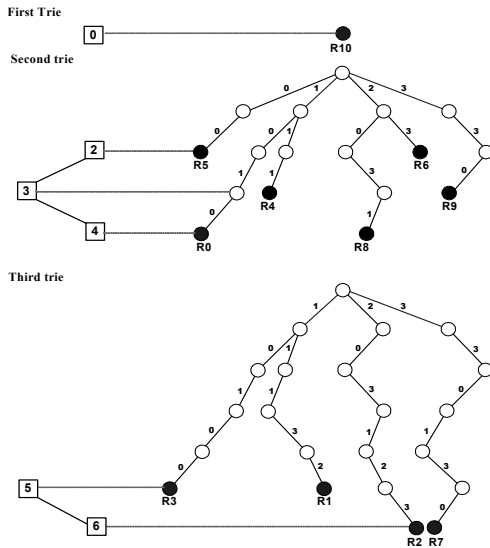 First Trie
0
R10
Second trie
0 1 2 3
0 0 1 0 3 3
2
R5
R6
1 1 3 0
3
R4
R9
0 1
4
R0
R8
Third trie
1 2 3
0 1 0 3
1 1 3 0
0 3 1 1
0 2 2 3
5
R3
R1
3 0
6
R2 R7